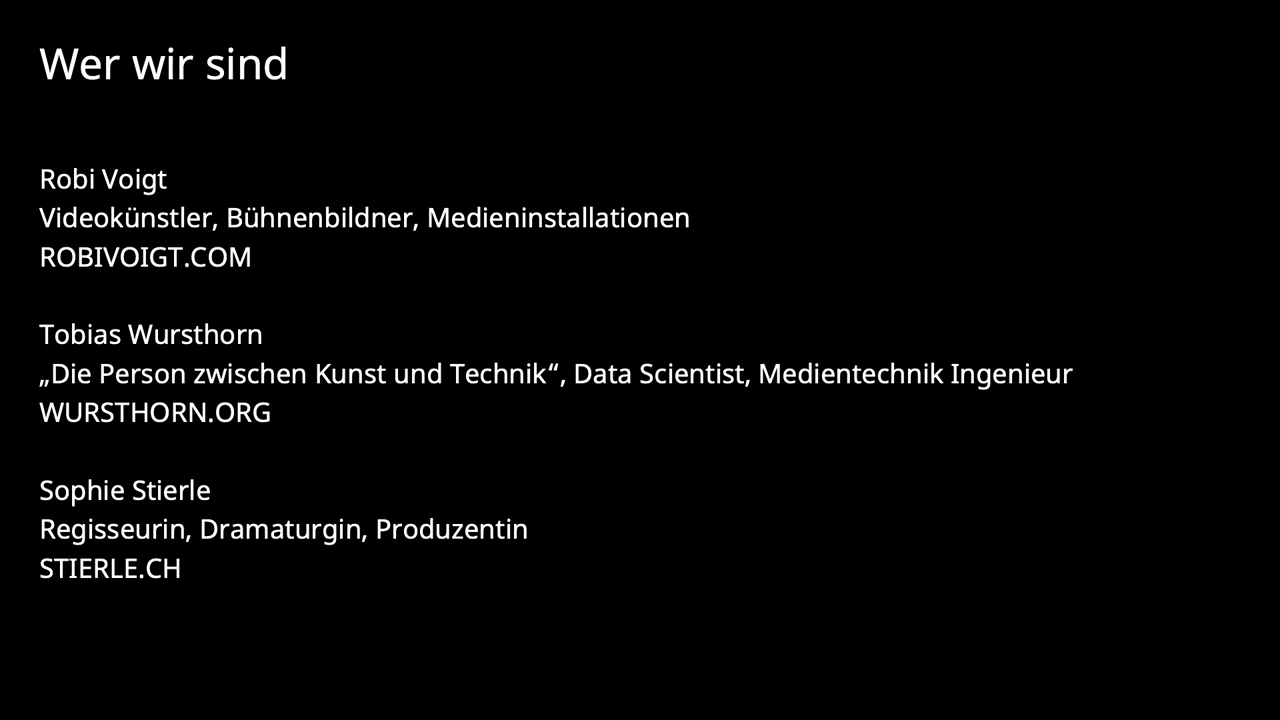 Wer wir sind
Robi Voigt
Videokünstler, Bühnenbildner, Medieninstallationen
ROBIVOIGT.COM
Tobias Wursthorn
„Die Person zwischen Kunst und Technik“, Data Scientist, Medientechnik Ingenieur
WURSTHORN.ORG
Sophie Stierle
Regisseurin, Dramaturgin, Produzentin
STIERLE.CH